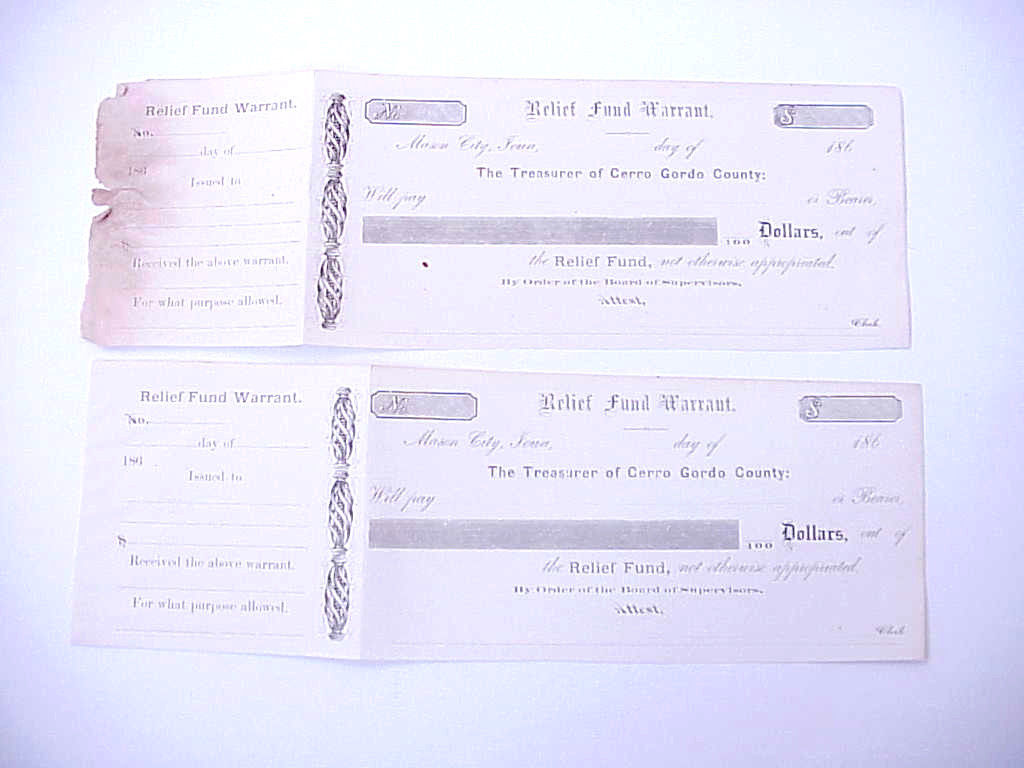 Relief Fund Warrant.
No.
day of
186
Issued to
$
Received the above warrant.
For what purpose allowed.
No. Relief Fund Warrant. $
Mason City, Iowa, day of 186
The Treasurer of Cerro Gordo County:
Will pay or Bearer,
100 Dollars, out of
the Relief Fund, not otherwise appropriated.
By Order of the Board of Supervisors.
Attest,
Clerk.
Relief Fund Warrant.
No.
day of
186 .
Issued to
$
Received the above warrant.
For what purpose allowed.
No. Relief Fund Warrant. $
Mason City, Iowa, day of 186
The Treasurer of Cerro Gordo County:
Will pay or Bearer,
100 Dollars, out of
the Relief Fund, not otherwise appropriated.
By Order of the Board of Supervisors.
Attest,
Clerk.